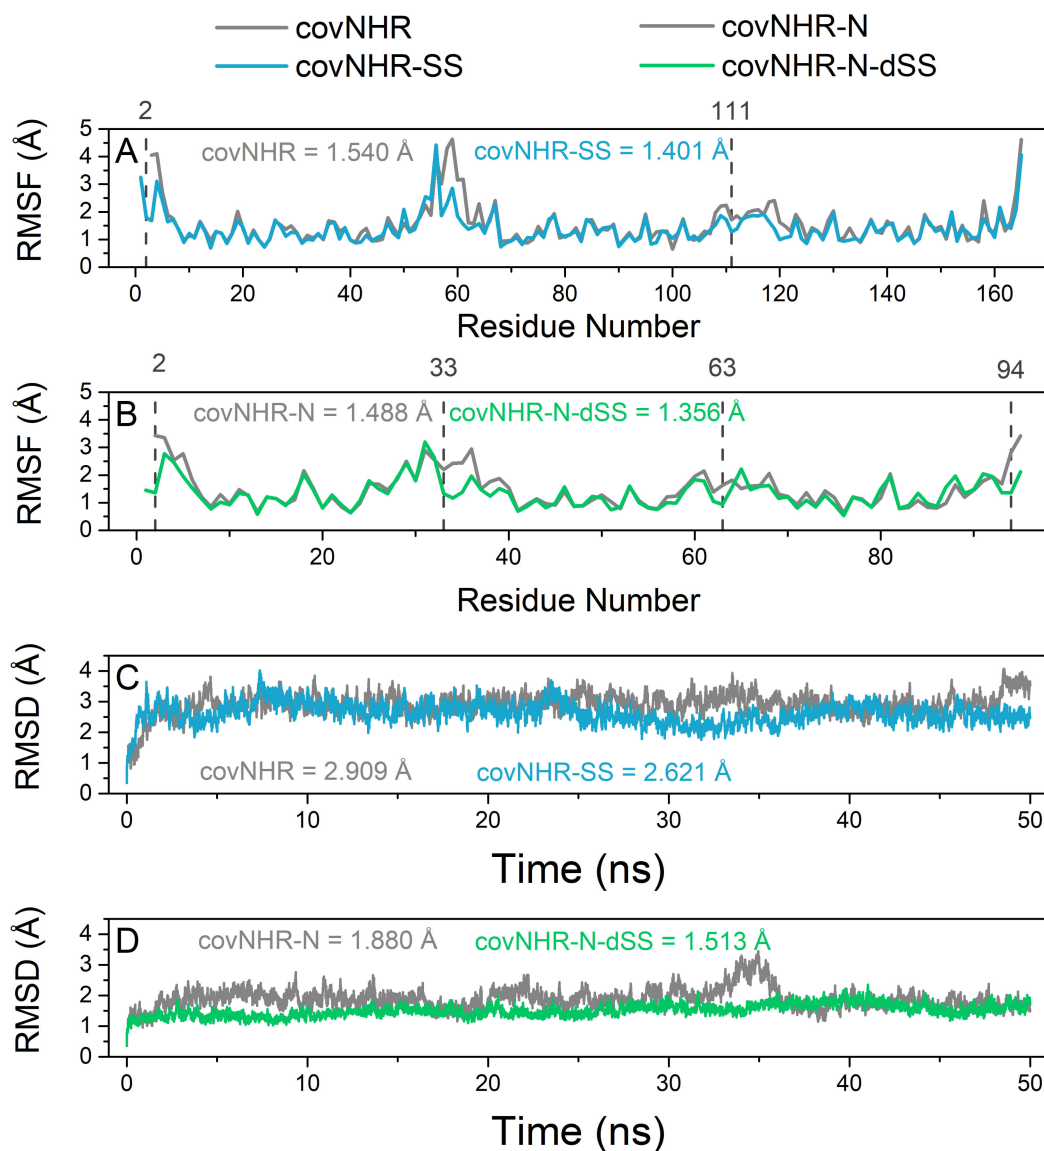 covNHR covNHR-N
covNHR-SS covNHR-N-dSS
2 111
A covNHR = 1.540 Å covNHR-SS = 1.401 Å
RMSF (Å)
5
4
3
2
1
0
0 20 40 60 80 100 120 140 160
Residue Number
2 33 63 94
B covNHR-N = 1.488 Å covNHR-N-dSS = 1.356 Å
RMSF (Å)
5
4
3
2
1
0
0 20 40 60 80
Residue Number
C
RMSD (Å)
4
3
2
1
0
covNHR = 2.909 Å covNHR-SS = 2.621 Å
0 10 20 30 40 50
Time (ns)
D covNHR-N = 1.880 Å covNHR-N-dSS = 1.513 Å
RMSD (Å)
4
3
2
1
0
0 10 20 30 40 50
Time (ns)